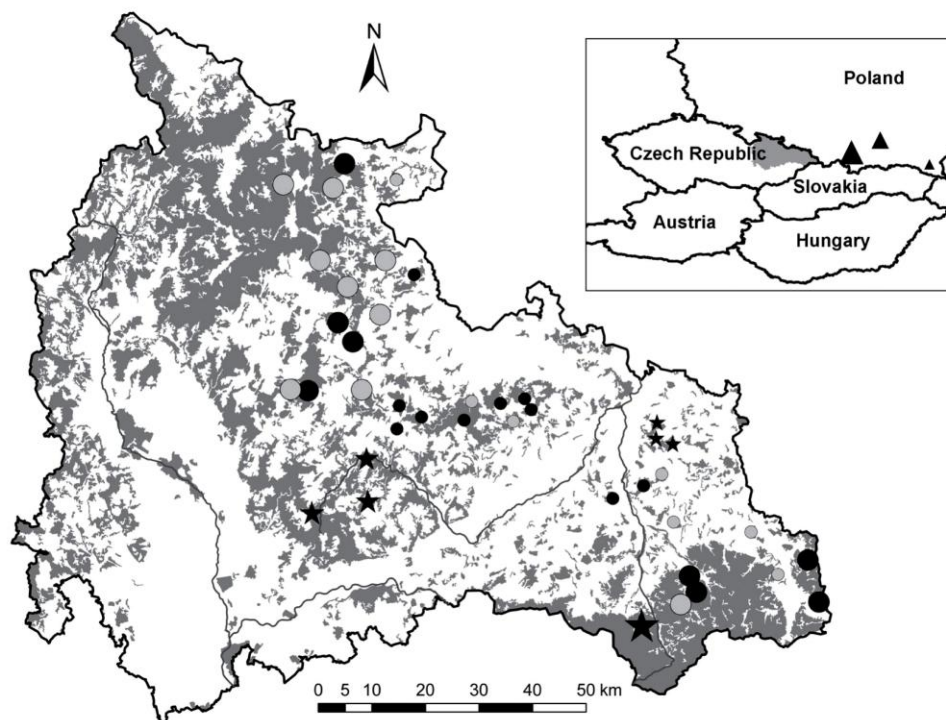 N
Poland
Czech Republic
Slovakia
Austria
Hungary
0 5 10 20 30 40 50 km